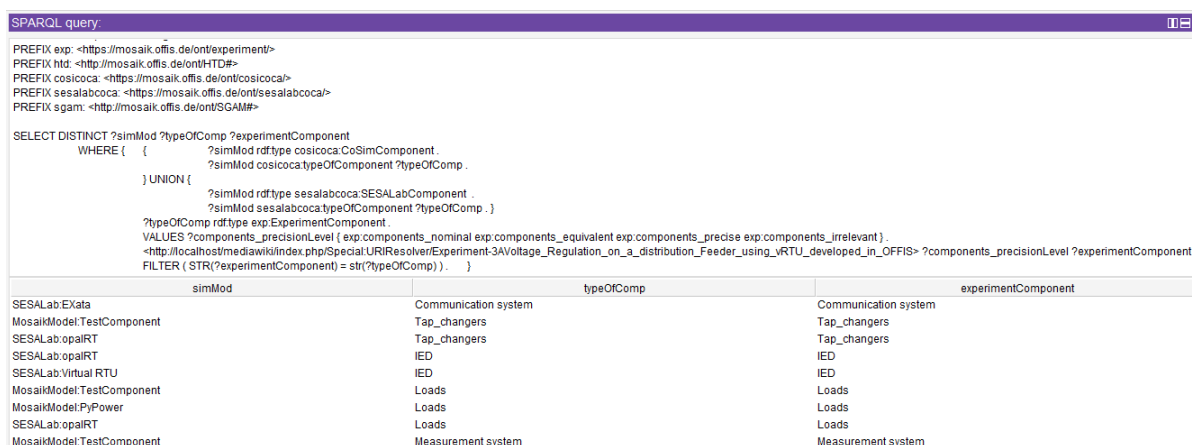 SPARQL query:
PREFIX exp: <https://mosaik.offis.de/ont/experiment/>
PREFIX htd: <http://mosaik.offis.de/ont/HTD#>
PREFIX cosicoca: <https://mosaik.offis.de/ont/cosicoca/>
PREFIX sesalabcoca: <https://mosaik.offis.de/ont/sesalabcoca/>
PREFIX sgam: <http://mosaik.offis.de/ont/SGAM#>
SELECT DISTINCT ?simMod ?typeOfComp ?experimentComponent
WHERE { { ?simMod rdf:type cosicoca:CoSimComponent .
?simMod cosicoca:typeOfComponent ?typeOfComp .
} UNION {
?simMod rdf:type sesalabcoca:SESALabComponent .
?simMod sesalabcoca:typeOfComponent ?typeOfComp . }
?typeOfComp rdf:type exp:ExperimentComponent .
VALUES ?components_precisionLevel { exp:components_nominal exp:components_equivalent exp:components_precise exp:components_irrelevant } .
<http://localhost/mediawiki/index.php/Special:URIResolver/Experiment-3AVoltage_Regulation_on_a_distribution_Feeder_using_vRTU_developed_in_OFFIS> ?components_precisionLevel ?experimentComponent
FILTER ( STR(?experimentComponent) = str(?typeOfComp) ) . }
simMod typeOfComp experimentComponent
SESALab:EXata Communication system Communication system
MosaikModel:TestComponent Tap_changers Tap_changers
SESALab:opalRT Tap_changers Tap_changers
SESALab:opalRT IED IED
SESALab:Virtual RTU IED IED
MosaikModel:TestComponent Loads Loads
MosaikModel:PyPower Loads Loads
SESALab:opalRT Loads Loads
MosaikModel:TestComponent Measurement system Measurement system